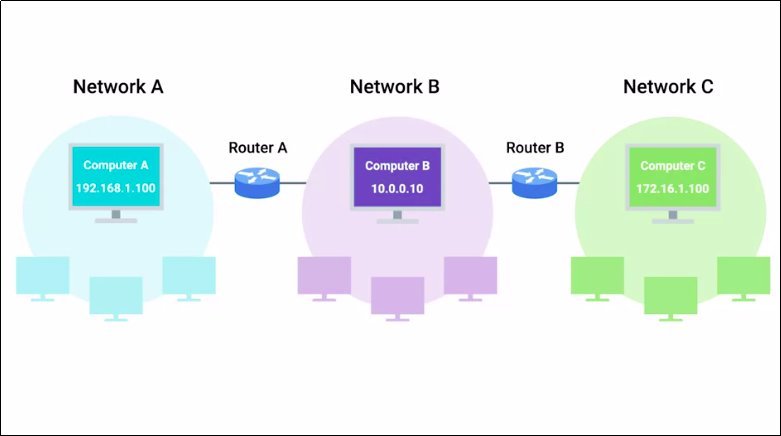 Network A
Network B
Network C
Router A
Router B
Computer A
192.168.1.100
Computer B
10.0.0.10
Computer C
172.16.1.100